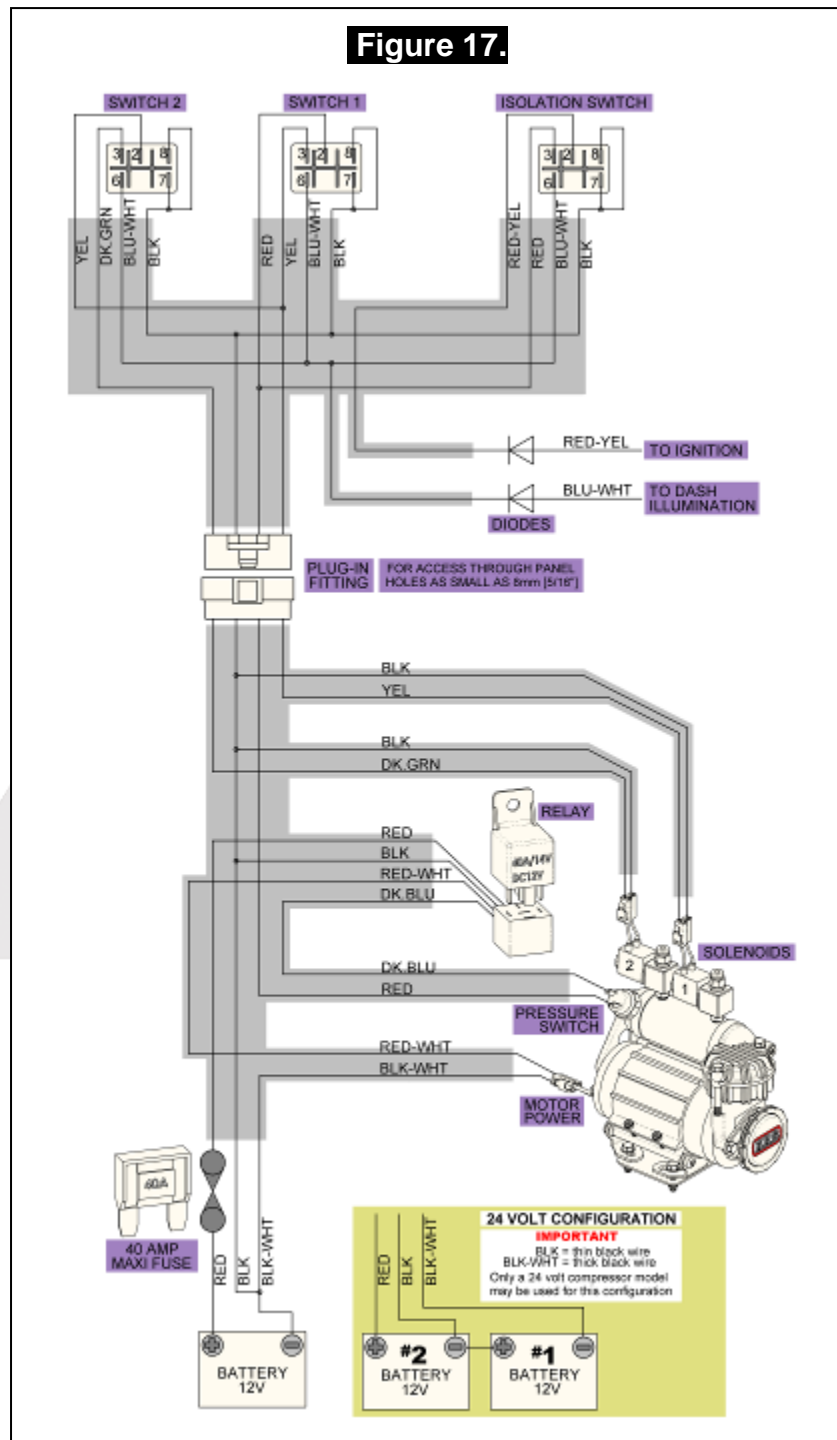 Figure 17.
SWITCH 2
SWITCH 1
ISOLATION SWITCH
3 2 8
6 7
3 2 8
6 7
3 2 8
6 7
YEL
DK.GRN
BLU-WHT
BLK
RED
YEL
BLU-WHT
BLK
RED-YEL
RED
BLU-WHT
BLK
RED-YEL
TO IGNITION
BLU-WHT
TO DASH
ILLUMINATION
DIODES
PLUG-IN
FITTING
FOR ACCESS THROUGH PANEL
HOLES AS SMALL AS 8mm [5/16"]
BLK
YEL
BLK
DK.GRN
RELAY
RED
BLK
RED-WHT
DK.BLU
40A/14V
DC12V
SOLENOIDS
2
1
DK.BLU
RED
PRESSURE
SWITCH
RED-WHT
BLK-WHT
MOTOR
POWER
40A
40 AMP
MAXI FUSE
RED
BLK
BLK-WHT
BATTERY
12V
RED
BLK
BLK-WHT
24 VOLT CONFIGURATION
IMPORTANT
BLK = thin black wire
BLK-WHT = thick black wire
Only a 24 volt compressor model
may be used for this configuration
#2
BATTERY
12V
#1
BATTERY
12V